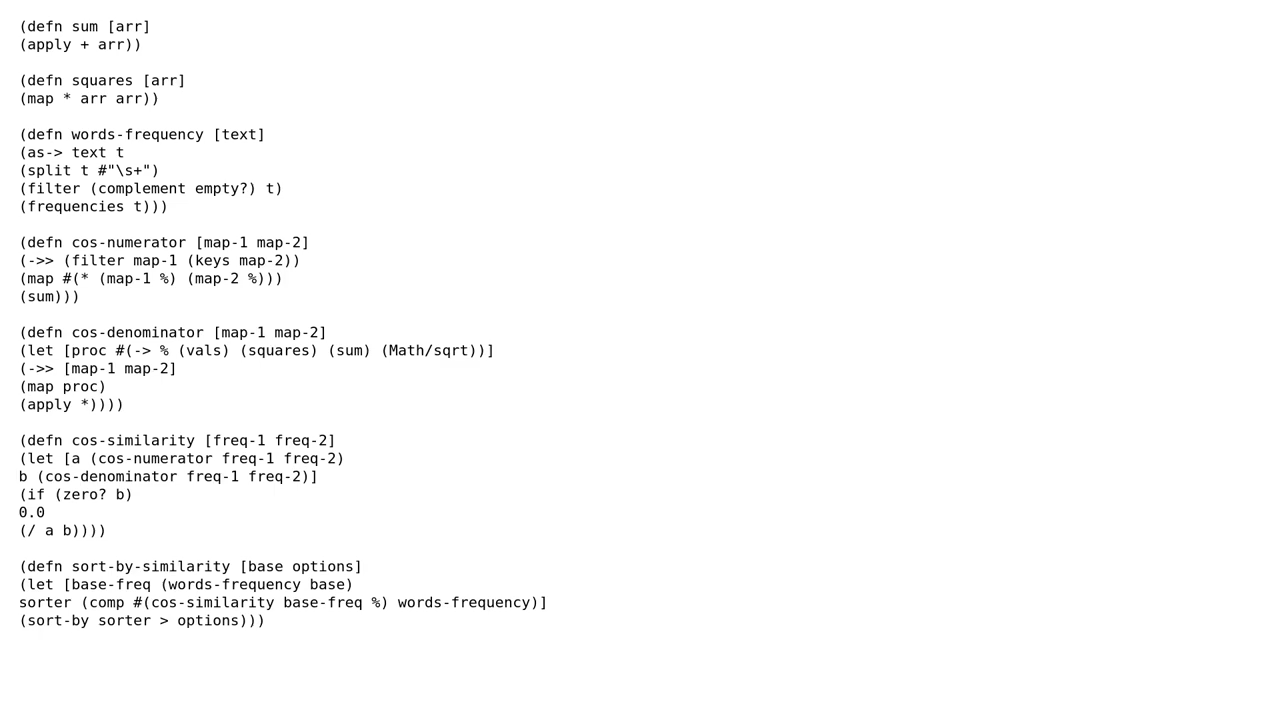 (defn sum [arr]
(apply + arr))

(defn squares [arr]
(map * arr arr))

(defn words-frequency [text]
(as-> text t
(split t #"\s+")
(filter (complement empty?) t)
(frequencies t)))

(defn cos-numerator [map-1 map-2]
(->> (filter map-1 (keys map-2))
(map #(* (map-1 %) (map-2 %)))
(sum)))

(defn cos-denominator [map-1 map-2]
(let [proc #(-> % (vals) (squares) (sum) (Math/sqrt))]
(->> [map-1 map-2]
(map proc)
(apply *))))

(defn cos-similarity [freq-1 freq-2]
(let [a (cos-numerator freq-1 freq-2)
b (cos-denominator freq-1 freq-2)]
(if (zero? b)
0.0
(/ a b))))

(defn sort-by-similarity [base options]
(let [base-freq (words-frequency base)
sorter (comp #(cos-similarity base-freq %) words-frequency)]
(sort-by sorter > options)))